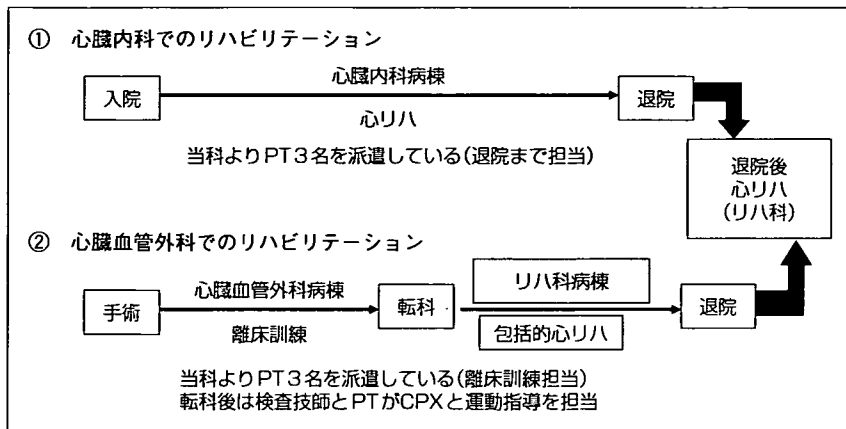 ① 心臓内科でのリハビリテーション
心臓内科病棟
入院
退院
心リハ
当科よりPT3名を派遣している(退院まで担当)
退院後
心リハ
(リハ科)
② 心臓血管外科でのリハビリテーション
心臓血管外科病棟
リハ科病棟
手術
転科
退院
離床訓練
包括的心リハ
当科よりPT3名を派遣している(離床訓練担当)
転科後は検査技師とPTがCPXと運動指導を担当